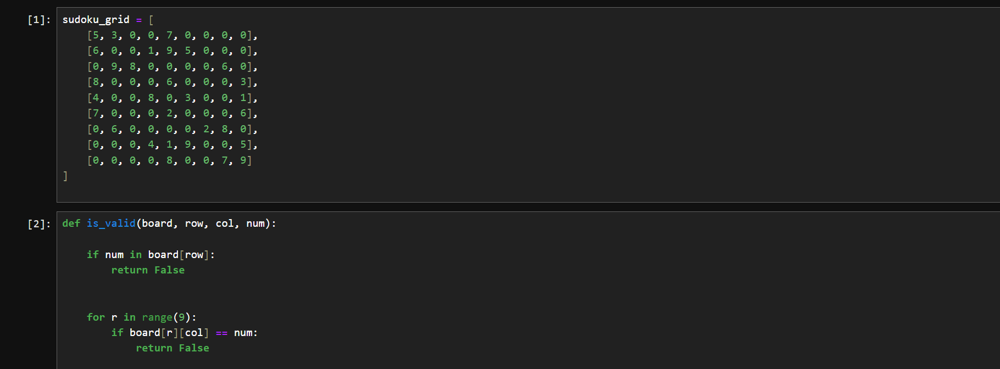 [1]: sudoku_grid = [
    [5, 3, 0, 0, 7, 0, 0, 0, 0],
    [6, 0, 0, 1, 9, 5, 0, 0, 0],
    [0, 9, 8, 0, 0, 0, 0, 6, 0],
    [8, 0, 0, 0, 6, 0, 0, 0, 3],
    [4, 0, 0, 8, 0, 3, 0, 0, 1],
    [7, 0, 0, 0, 2, 0, 0, 0, 6],
    [0, 6, 0, 0, 0, 0, 2, 8, 0],
    [0, 0, 0, 4, 1, 9, 0, 0, 5],
    [0, 0, 0, 0, 8, 0, 0, 7, 9]
]
[2]: def is_valid(board, row, col, num):
    if num in board[row]:
        return False
    for r in range(9):
        if board[r][col] == num:
            return False